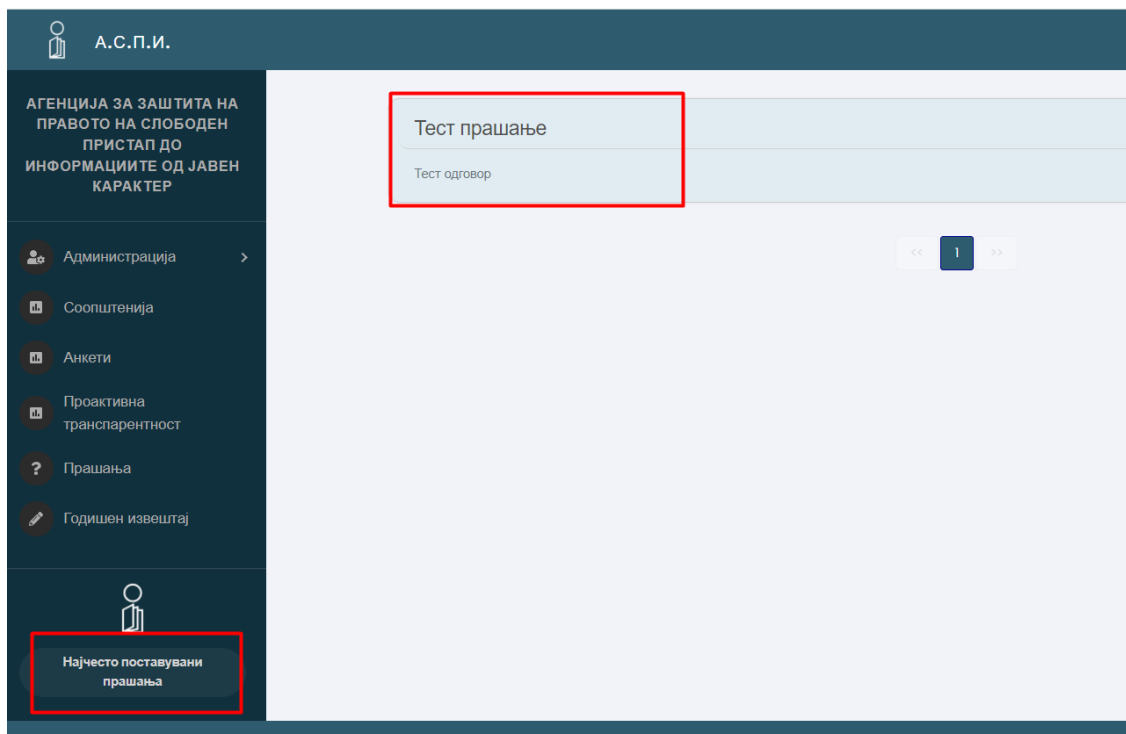 А.С.П.И.
АГЕНЦИЈА ЗА ЗАШТИТА НА
ПРАВОТО НА СЛОБОДЕН
ПРИСТАП ДО
ИНФОРМАЦИИТЕ ОД ЈАВЕН
КАРАКТЕР
Администрација
Соопштенија
Анкети
Проактивна
транспарентност
Прашања
Годишен извештај
Најчесто поставувани
прашања
Тест прашање
Тест одговор
<< 1 >>